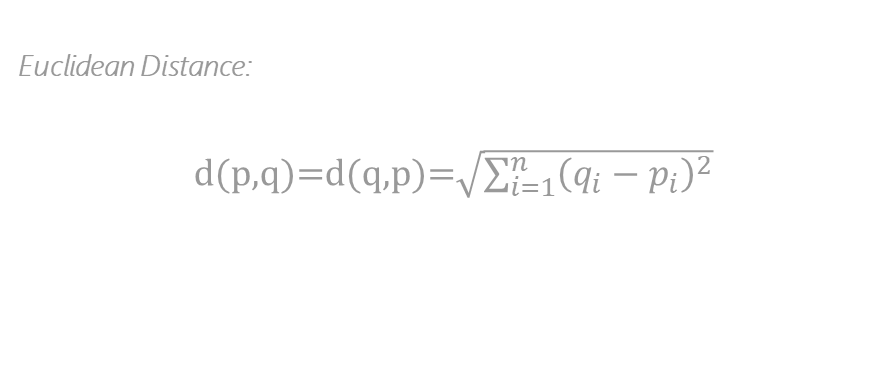 Euclidean Distance:
d(p,q)=d(q,p)=√∑ⁿᵢ₌₁(qᵢ − pᵢ)²